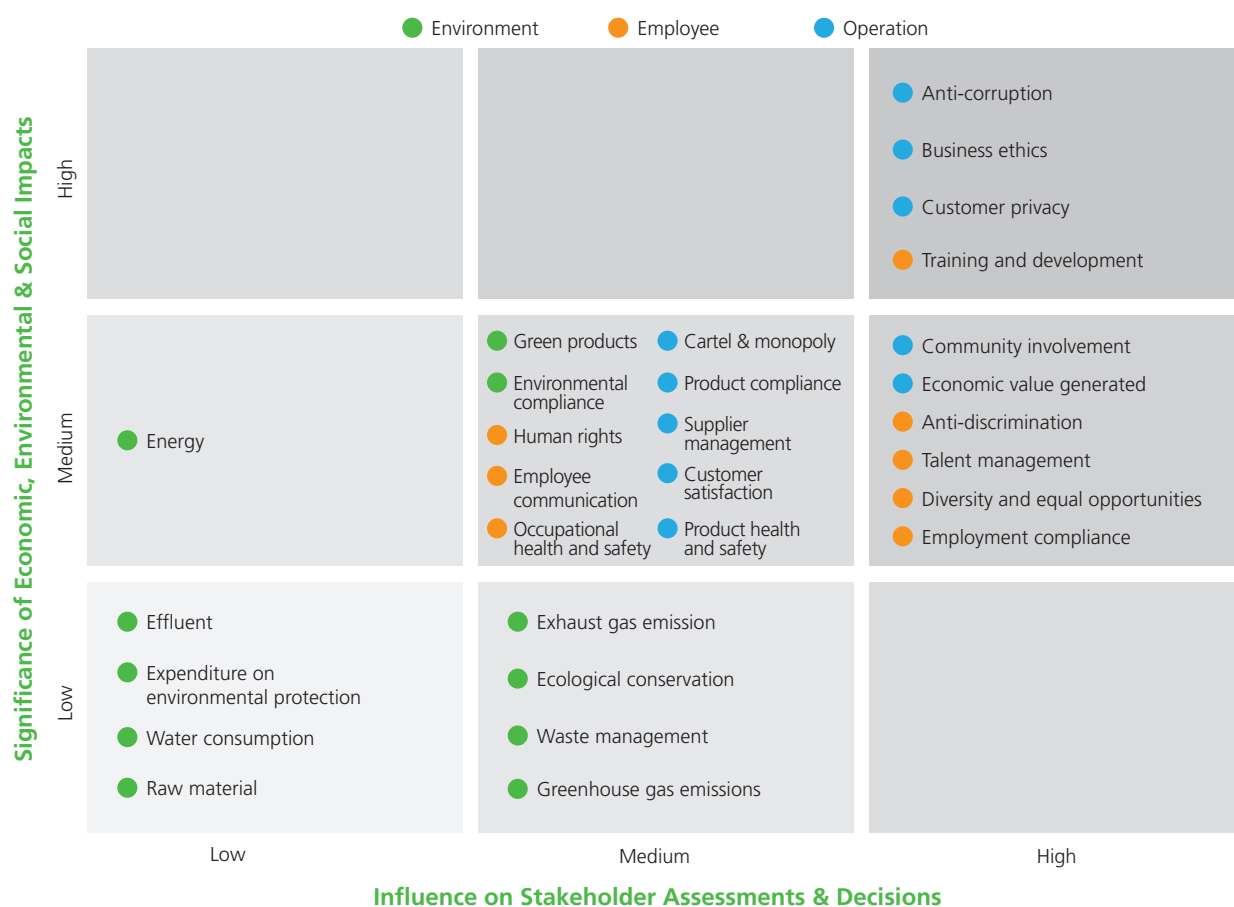 Environment
Employee
Operation
Significance of Economic, Environmental & Social Impacts
High
Anti-corruption
Business ethics
Customer privacy
Training and development
Medium
Energy
Green products
Environmental
compliance
Human rights
Employee
communication
Occupational
health and safety
Cartel & monopoly
Product compliance
Supplier
management
Customer
satisfaction
Product health
and safety
Community involvement
Economic value generated
Anti-discrimination
Talent management
Diversity and equal opportunities
Employment compliance
Low
Effluent
Expenditure on
environmental protection
Water consumption
Raw material
Exhaust gas emission
Ecological conservation
Waste management
Greenhouse gas emissions
Low
Medium
High
Influence on Stakeholder Assessments & Decisions